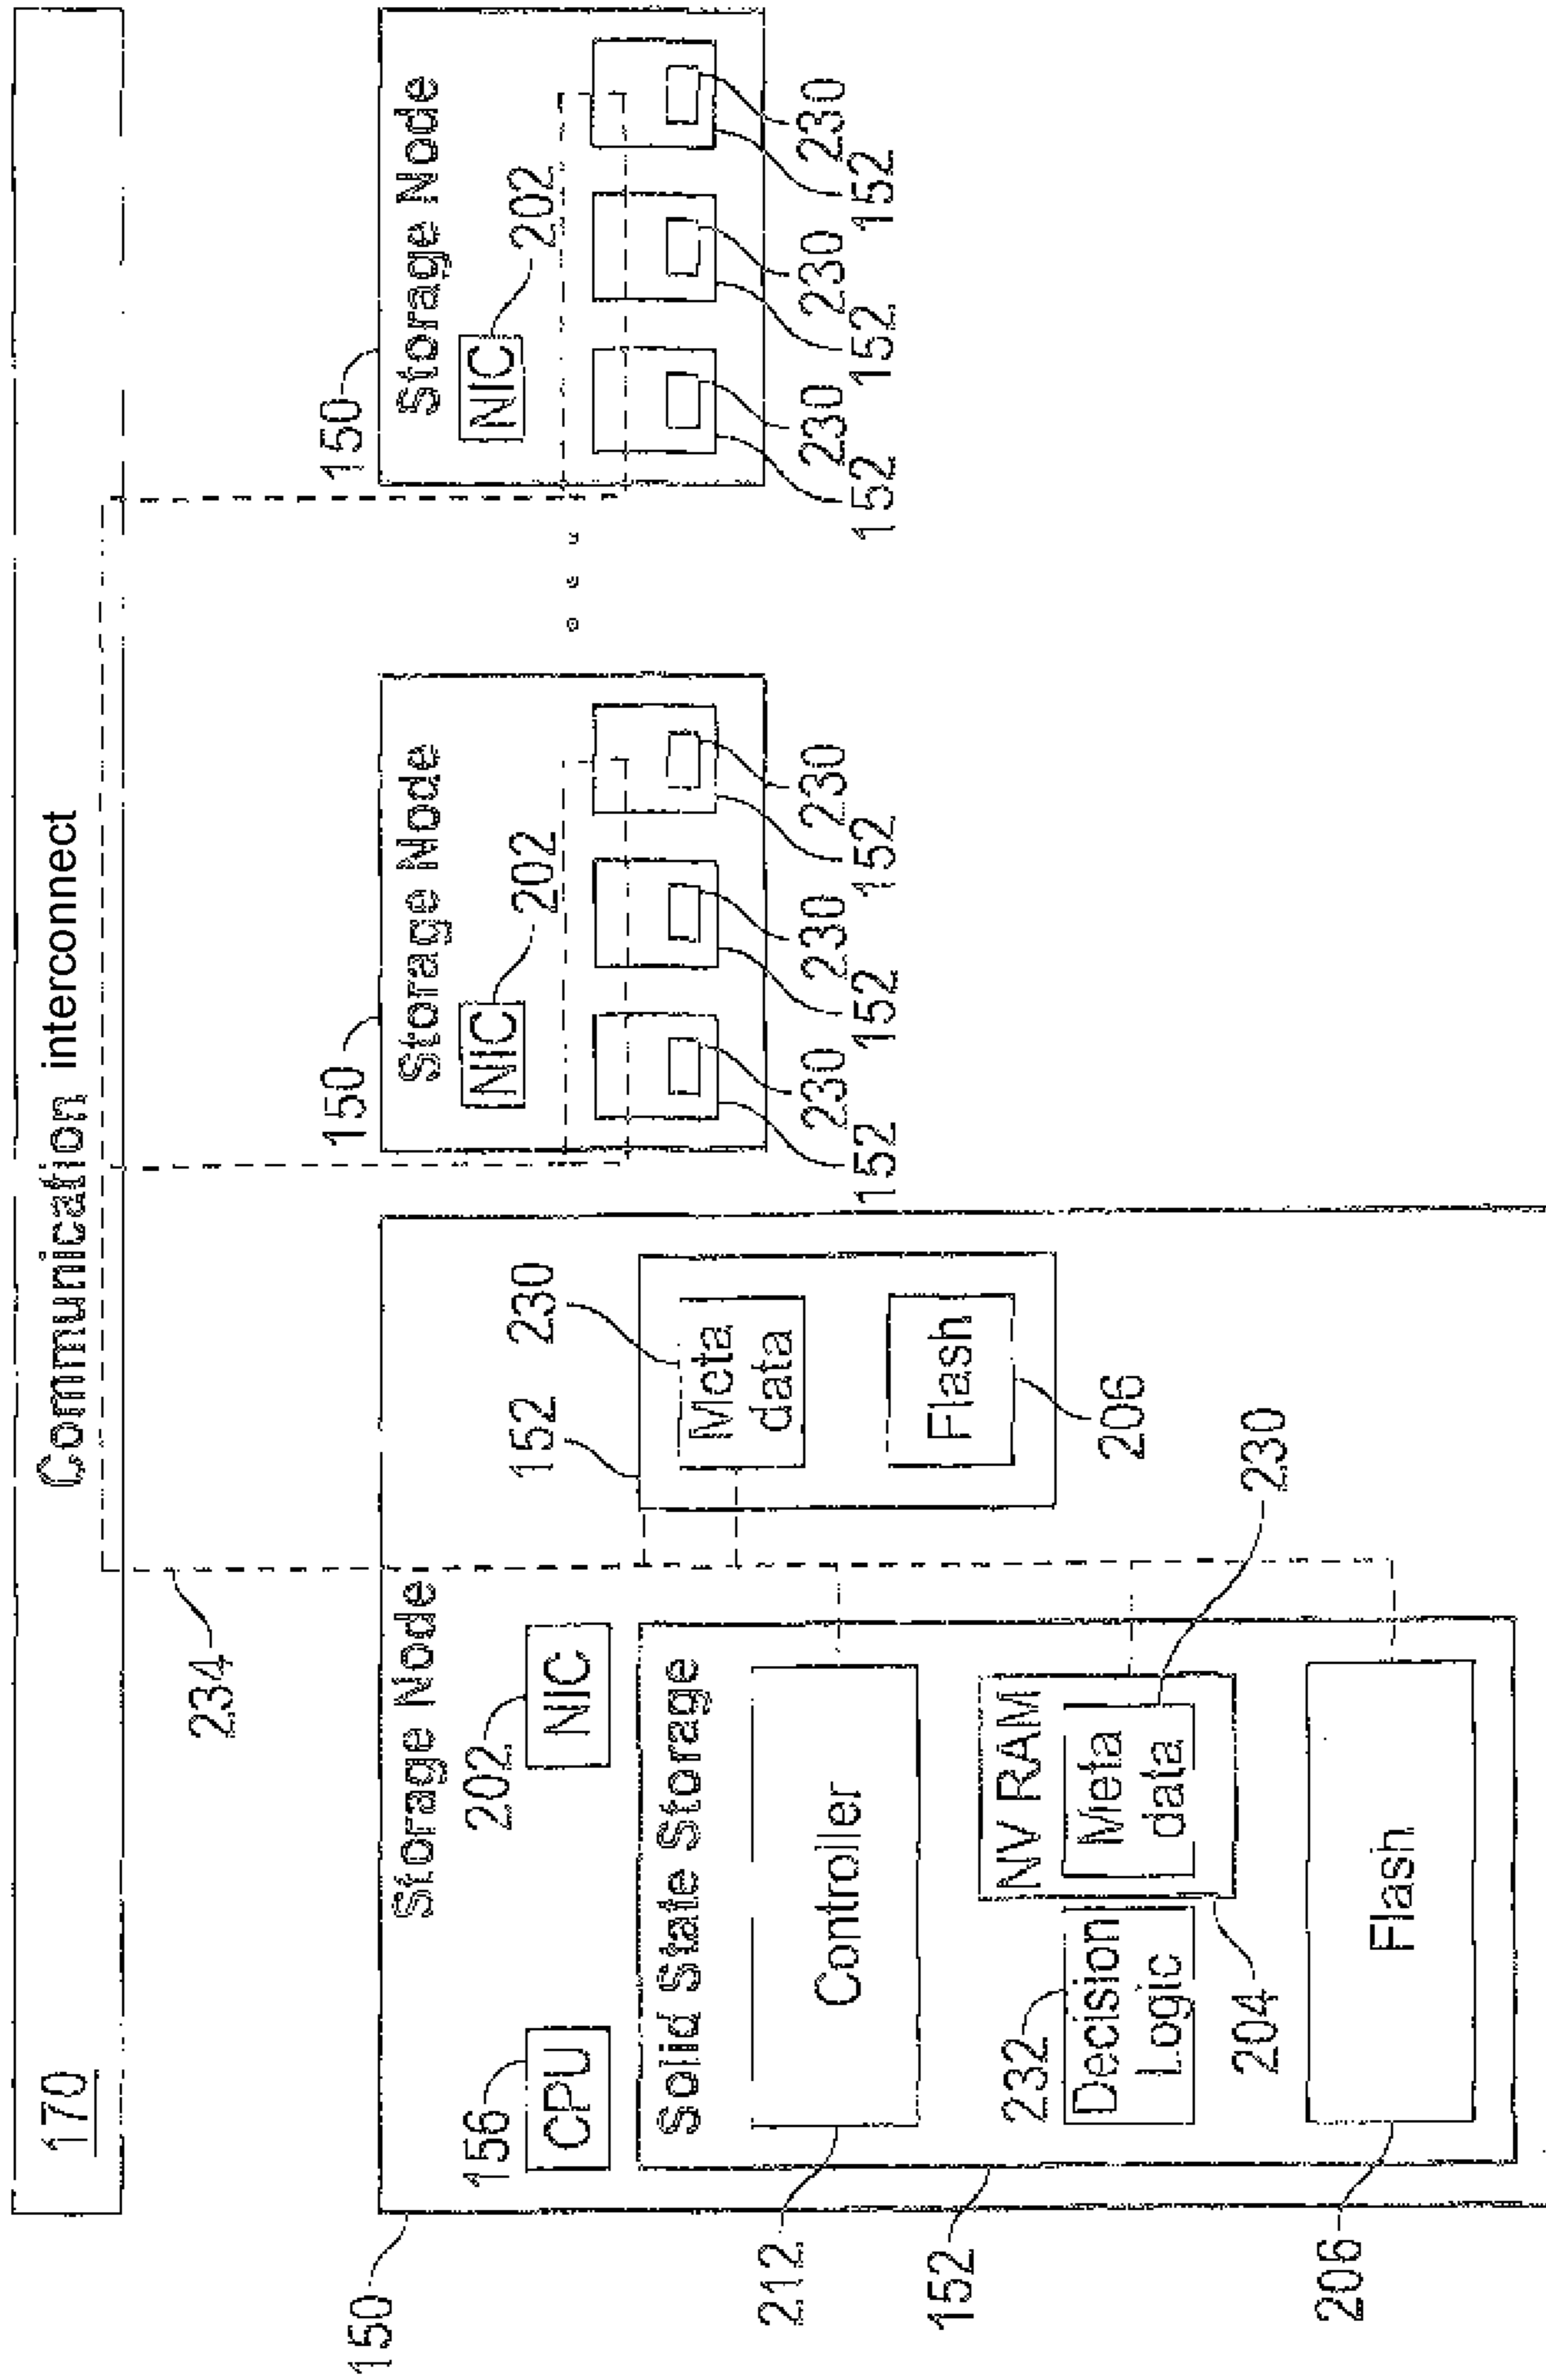 170
Communication interconnect
234
150
Storage Node
156
CPU
202
NIC
Solid State Storage
212
Controller
152
232
Decision
Logic
NV RAM
Meta
data
204
230
206
Flash
152
230
Meta
data
Flash
206
150
Storage Node
NIC
202
152
230
152
230
152
230
150
Storage Node
NIC
202
152
230
152
230
152
230